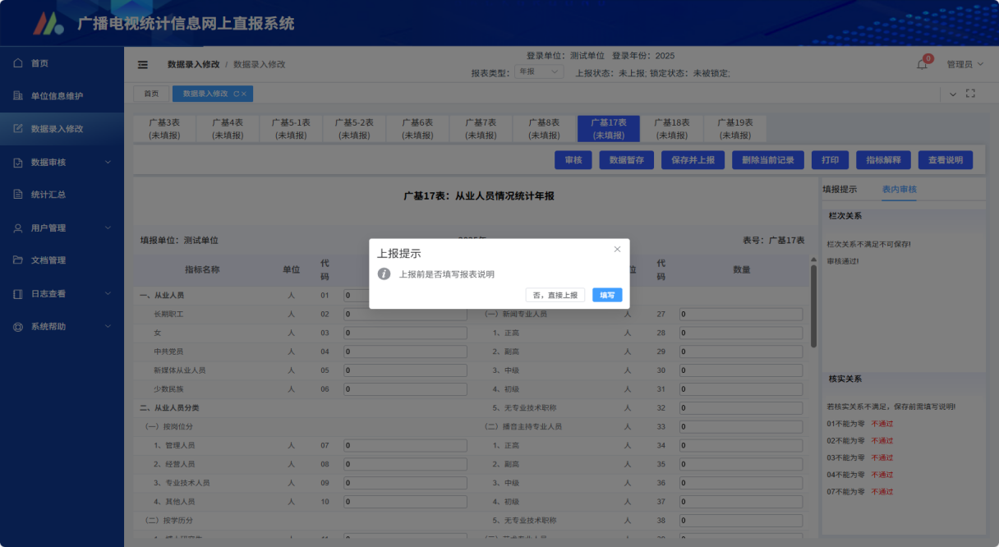 广播电视统计信息网上直报系统
首页
单位信息维护
数据录入修改
数据审核
统计汇总
用户管理
文档管理
日志查看
系统帮助
数据录入修改 / 数据录入修改
登录单位: 测试单位 登录年份: 2025
报表类型: 年报 上报状态: 未上报; 锁定状态: 未被锁定;
0
管理员
首页 数据录入修改
广基3表 广基4表 广基5-1表 广基5-2表 广基6表 广基7表 广基8表 广基17表 广基18表 广基19表
(未填报) (未填报) (未填报) (未填报) (未填报) (未填报) (未填报) (未填报) (未填报) (未填报)
审核 数据暂存 保存并上报 删除当前记录 打印 指标解释 查看说明
广基17表：从业人员情况统计年报
填报单位：测试单位 表号：广基17表
指标名称 单位 代码 代码 数量
上报提示
上报前是否填写报表说明
否，直接上报 填写
一、从业人员 人 01 0
长期职工 人 02 0 （一）新闻专业人员 人 27 0
女 人 03 0 1、正高 人 28 0
中共党员 人 04 0 2、副高 人 29 0
新媒体从业人员 人 05 0 3、中级 人 30 0
少数民族 人 06 0 4、初级 人 31 0
二、从业人员分类 5、无专业技术职称 人 32 0
（一）按岗位分 （二）播音主持专业人员 人 33 0
1、管理人员 人 07 0 1、正高 人 34 0
2、经营人员 人 08 0 2、副高 人 35 0
3、专业技术人员 人 09 0 3、中级 人 36 0
4、其他人员 人 10 0 4、初级 人 37 0
（二）按学历分 5、无专业技术职称 人 38 0
填报提示 表内审核
栏次关系
栏次关系不满足不可保存!
审核通过!
核实关系
若核实关系不满足，保存前需填写说明!
01不能为零 不通过
02不能为零 不通过
03不能为零 不通过
04不能为零 不通过
07不能为零 不通过